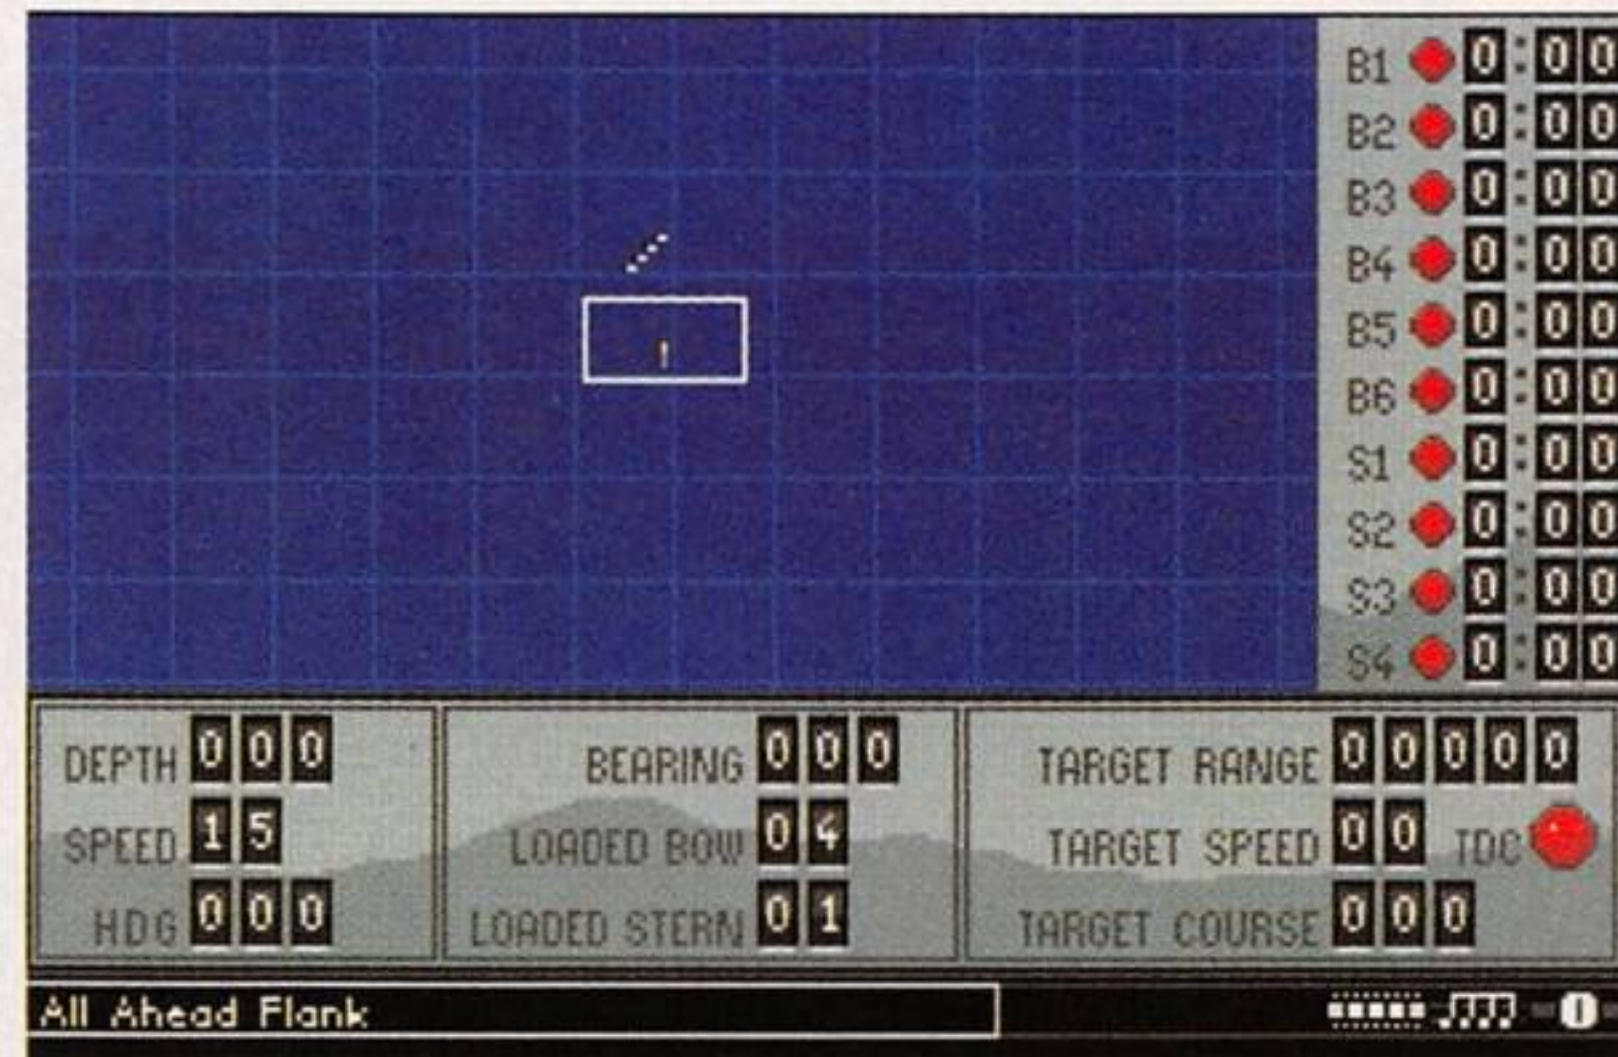 B1 0:00
B2 0:00
B3 0:00
B4 0:00
B5 0:00
B6 0:00
S1 0:00
S2 0:00
S3 0:00
S4 0:00
DEPTH 000
SPEED 15
HDG 000
BEARING 000
LOADED BOW 04
LOADED STERN 01
TARGET RANGE 00000
TARGET SPEED 00 TDC
TARGET COURSE 000
All Ahead Flank